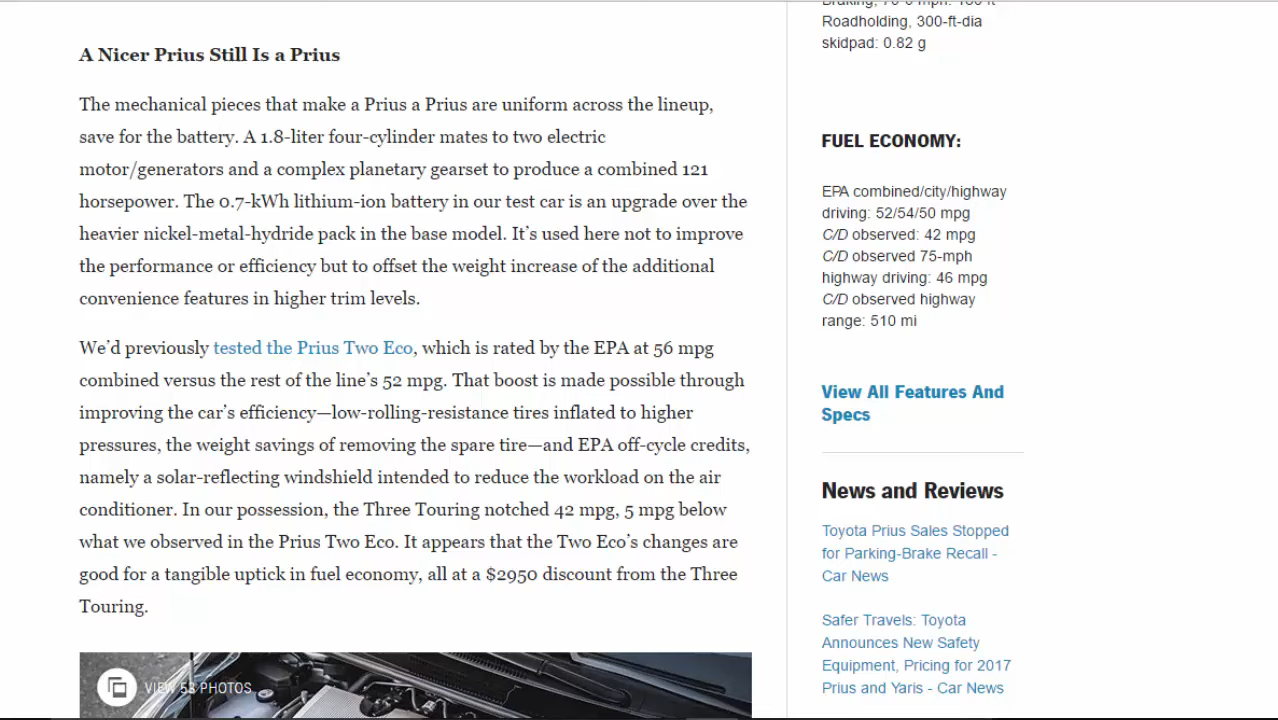 A Nicer Prius Still Is a Prius
The mechanical pieces that make a Prius a Prius are uniform across the lineup,
save for the battery. A 1.8-liter four-cylinder mates to two electric
motor/generators and a complex planetary gearset to produce a combined 121
horsepower. The 0.7-kWh lithium-ion battery in our test car is an upgrade over the
heavier nickel-metal-hydride pack in the base model. It’s used here not to improve
the performance or efficiency but to offset the weight increase of the additional
convenience features in higher trim levels.
We’d previously tested the Prius Two Eco, which is rated by the EPA at 56 mpg
combined versus the rest of the line’s 52 mpg. That boost is made possible through
improving the car’s efficiency—low-rolling-resistance tires inflated to higher
pressures, the weight savings of removing the spare tire—and EPA off-cycle credits,
namely a solar-reflecting windshield intended to reduce the workload on the air
conditioner. In our possession, the Three Touring notched 42 mpg, 5 mpg below
what we observed in the Prius Two Eco. It appears that the Two Eco’s changes are
good for a tangible uptick in fuel economy, all at a $2950 discount from the Three
Touring.
VIEW 53 PHOTOS
Roadholding, 300-ft-dia
skidpad: 0.82 g
FUEL ECONOMY:
EPA combined/city/highway
driving: 52/54/50 mpg
C/D observed: 42 mpg
C/D observed 75-mph
highway driving: 46 mpg
C/D observed highway
range: 510 mi
View All Features And
Specs
News and Reviews
Toyota Prius Sales Stopped
for Parking-Brake Recall -
Car News
Safer Travels: Toyota
Announces New Safety
Equipment, Pricing for 2017
Prius and Yaris - Car News